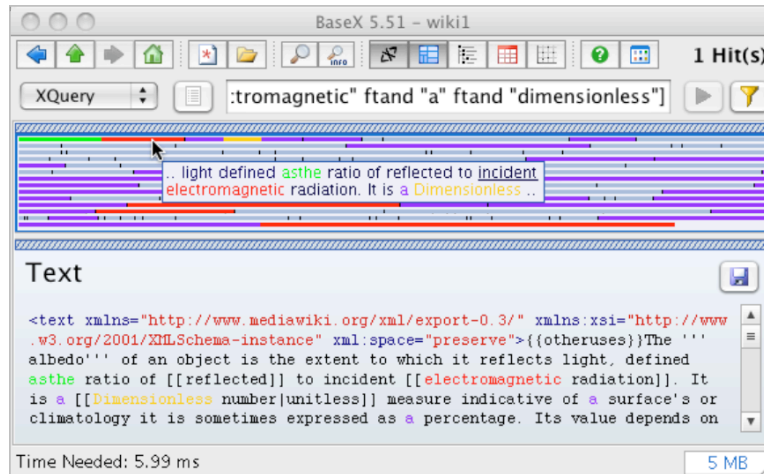 BaseX 5.51 – wiki1
INFO
1 Hit(s)
XQuery
:tromagnetic" ftand "a" ftand "dimensionless"]
.. light defined asthe ratio of reflected to incident
electromagnetic radiation. It is a Dimensionless ..
Text
<text xmlns="http://www.mediawiki.org/xml/export-0.3/" xmlns:xsi="http://www
.w3.org/2001/XMLSchema-instance" xml:space="preserve">{{otheruses}}The '''
albedo''' of an object is the extent to which it reflects light, defined
asthe ratio of [[reflected]] to incident [[electromagnetic radiation]]. It
is a [[Dimensionless number|unitless]] measure indicative of a surface's or
climatology it is sometimes expressed as a percentage. Its value depends on
Time Needed: 5.99 ms
5 MB